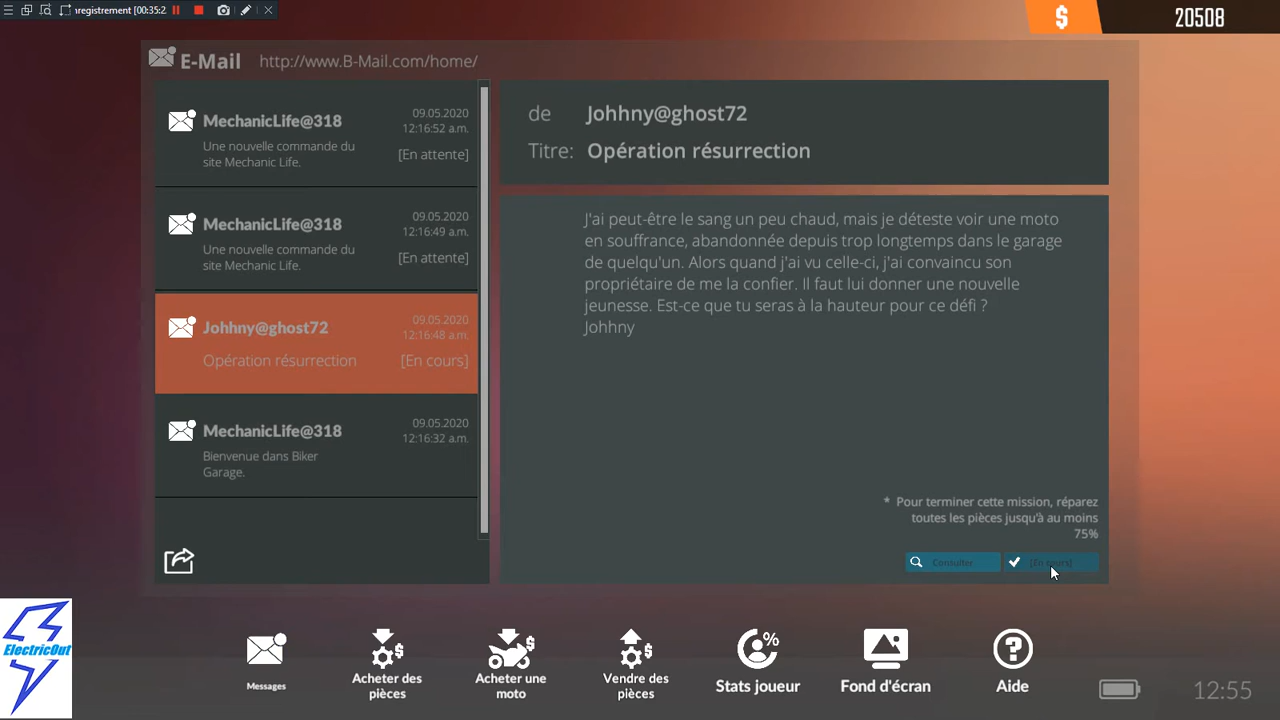 nregistrement [00:35:2
$ 20508
E-Mail http://www.B-Mail.com/home/
MechanicLife@318
09.05.2020
12:16:52 a.m.
Une nouvelle commande du
site Mechanic Life.
[En attente]
MechanicLife@318
09.05.2020
12:16:49 a.m.
Une nouvelle commande du
site Mechanic Life.
[En attente]
Johhny@ghost72
09.05.2020
12:16:48 a.m.
Opération résurrection
[En cours]
MechanicLife@318
09.05.2020
12:16:32 a.m.
Bienvenue dans Biker
Garage.
de Johhny@ghost72
Titre: Opération résurrection
J'ai peut-être le sang un peu chaud, mais je déteste voir une moto
en souffrance, abandonnée depuis trop longtemps dans le garage
de quelqu'un. Alors quand j'ai vu celle-ci, j'ai convaincu son
propriétaire de me la confier. Il faut lui donner une nouvelle
jeunesse. Est-ce que tu seras à la hauteur pour ce défi ?
Johhny
* Pour terminer cette mission, réparez
toutes les pièces jusqu'à au moins
75%
Consulter
[En cours]
ElectricOut
Messages
Acheter des
pièces
Acheter une
moto
Vendre des
pièces
Stats joueur
Fond d'écran
Aide
12:55